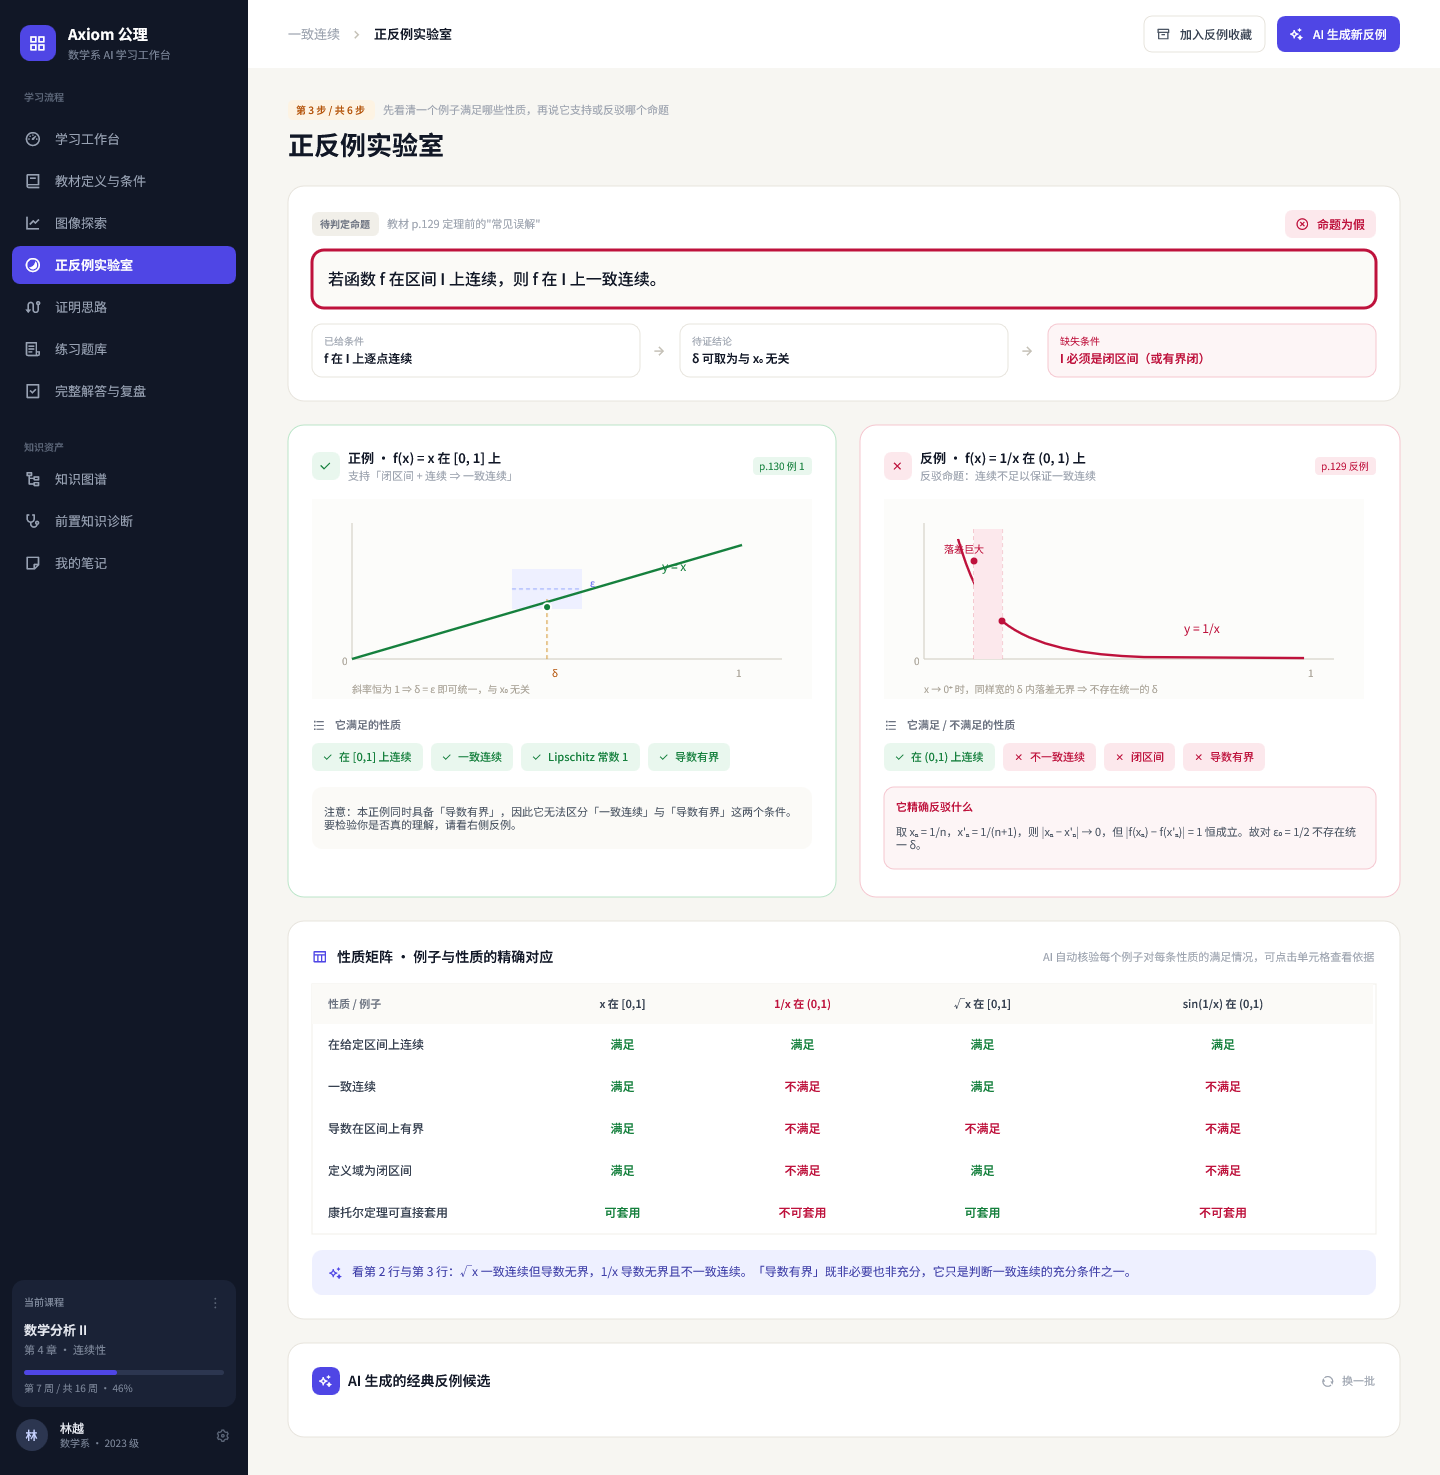 Axiom 公理
数学系 AI 学习工作台
学习流程
学习工作台
教材定义与条件
图像探索
正反例实验室
证明思路
练习题库
完整解答与复盘
知识资产
知识图谱
前置知识诊断
我的笔记
当前课程
数学分析 II
第 4 章 · 连续性
第 7 周 / 共 16 周 · 46%
林
林越
数学系 · 2023 级
一致连续
正反例实验室
加入反例收藏
AI 生成新反例
第 3 步 / 共 6 步
先看清一个例子满足哪些性质，再说它支持或反驳哪个命题
正反例实验室
待判定命题
教材 p.129 定理前的"常见误解"
命题为假
若函数 f 在区间 I 上连续，则 f 在 I 上一致连续。
已给条件
f 在 I 上逐点连续
→
待证结论
δ 可取为与 x₀ 无关
→
缺失条件
I 必须是闭区间（或有界闭）
正例 · f(x) = x 在 [0, 1] 上
支持「闭区间 + 连续 ⇒ 一致连续」
p.130 例 1
y = x
ε
0
δ
1
斜率恒为 1 ⇒ δ = ε 即可统一，与 x₀ 无关
它满足的性质
在 [0,1] 上连续
一致连续
Lipschitz 常数 1
导数有界
注意：本正例同时具备「导数有界」，因此它无法区分「一致连续」与「导数有界」这两个条件。
要检验你是否真的理解，请看右侧反例。
反例 · f(x) = 1/x 在 (0, 1) 上
反驳命题：连续不足以保证一致连续
p.129 反例
落差巨大
y = 1/x
0
1
x → 0⁺ 时，同样宽的 δ 内落差无界 ⇒ 不存在统一的 δ
它满足 / 不满足的性质
在 (0,1) 上连续
不一致连续
闭区间
导数有界
它精确反驳什么
取 xₙ = 1/n，x'ₙ = 1/(n+1)，则 |xₙ − x'ₙ| → 0，但 |f(xₙ) − f(x'ₙ)| = 1 恒成立。故对 ε₀ = 1/2 不存在统
一 δ。
性质矩阵 · 例子与性质的精确对应
AI 自动核验每个例子对每条性质的满足情况，可点击单元格查看依据
性质 / 例子 x 在 [0,1] 1/x 在 (0,1) √x 在 [0,1] sin(1/x) 在 (0,1)
在给定区间上连续 满足 满足 满足 满足
一致连续 满足 不满足 满足 不满足
导数在区间上有界 满足 不满足 不满足 不满足
定义域为闭区间 满足 不满足 满足 不满足
康托尔定理可直接套用 可套用 不可套用 可套用 不可套用
看第 2 行与第 3 行：√x 一致连续但导数无界，1/x 导数无界且不一致连续。「导数有界」既非必要也非充分，它只是判断一致连续的充分条件之一。
AI 生成的经典反例候选
换一批